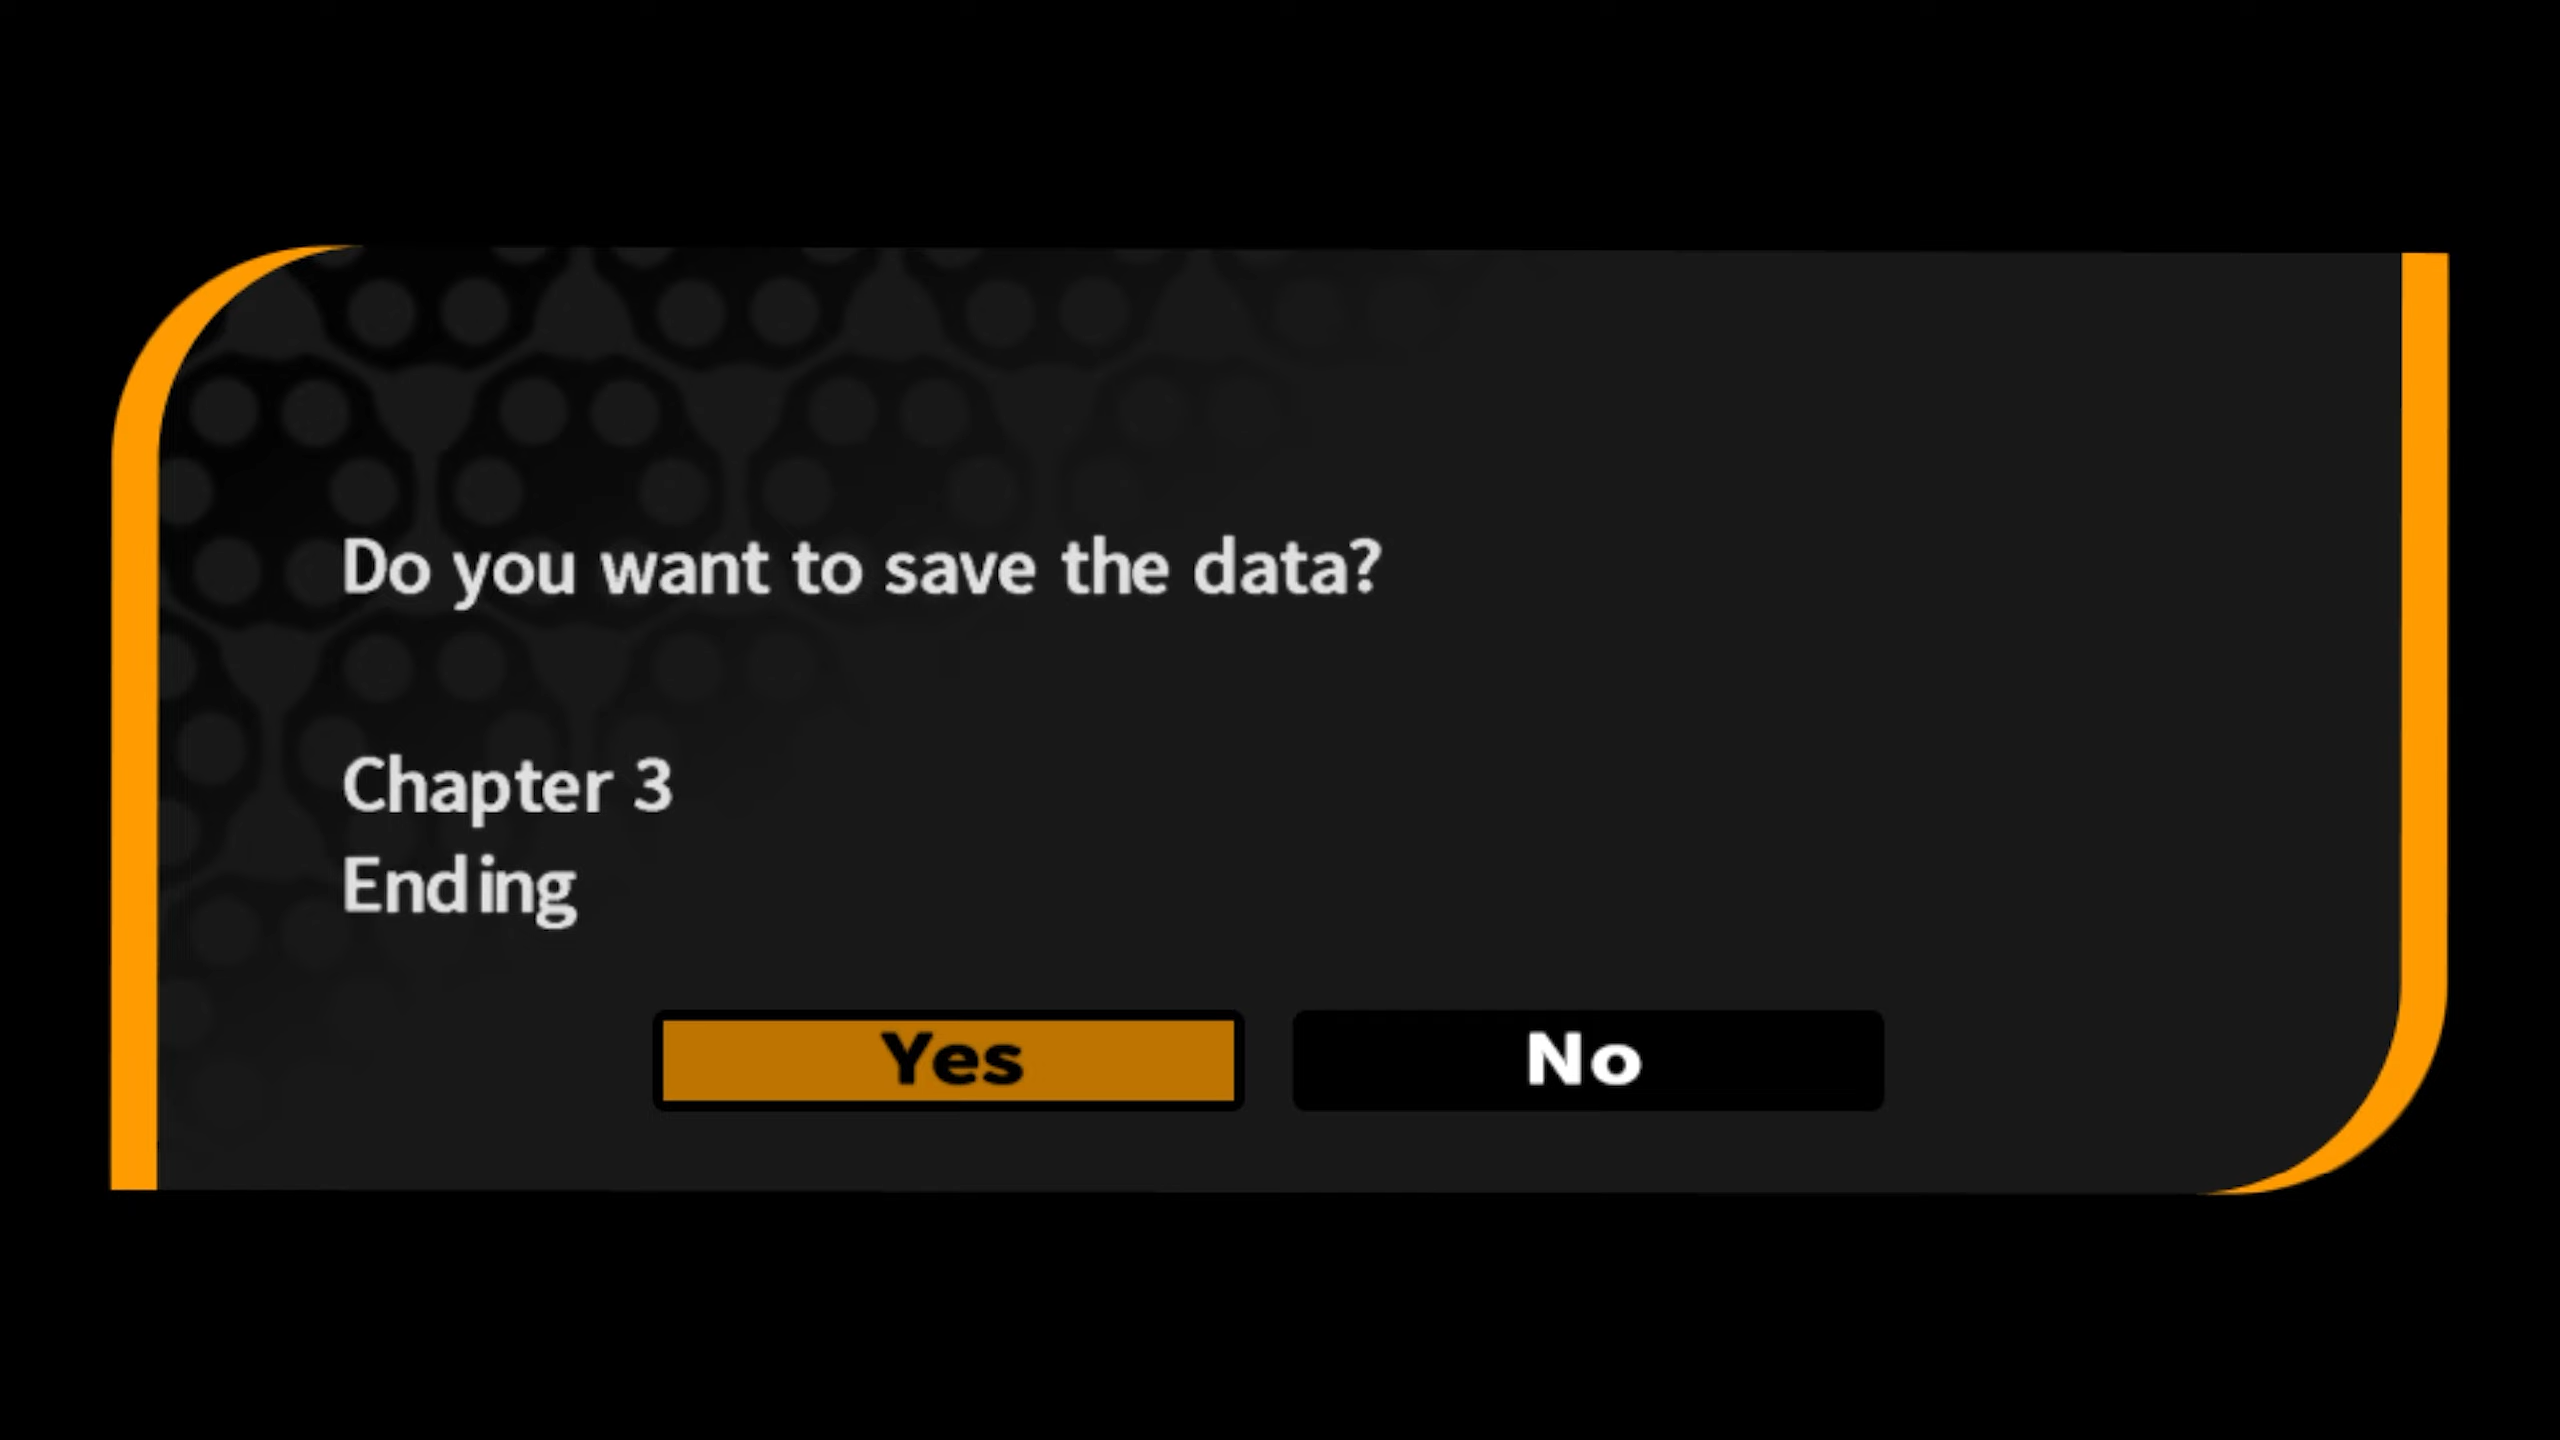 Do you want to save the data?
Chapter 3
Ending
Yes
No